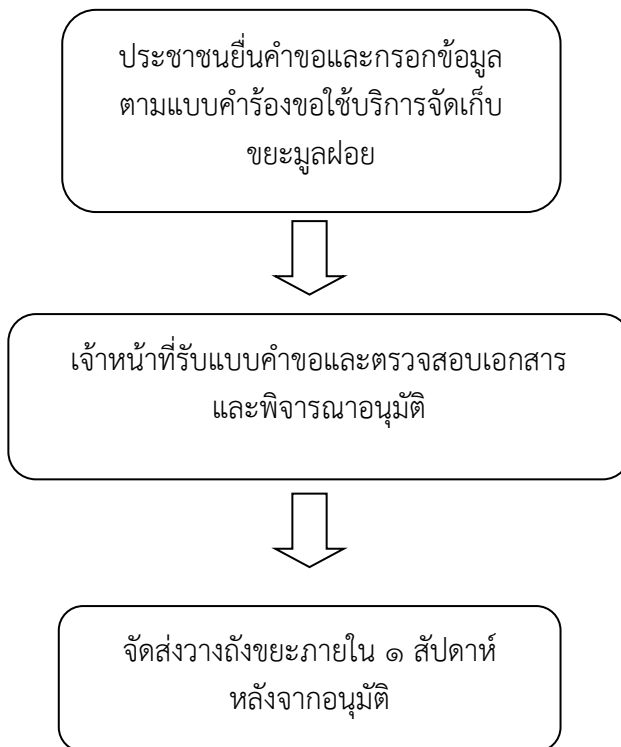 ประชาชนยื่นคำขอและกรอกข้อมูล
ตามแบบคำร้องขอใช้บริการจัดเก็บ
ขยะมูลฝอย
เจ้าหน้าที่รับแบบคำขอและตรวจสอบเอกสาร
และพิจารณาอนุมัติ
จัดส่งวางถังขยะภายใน ๑ สัปดาห์
หลังจากอนุมัติ